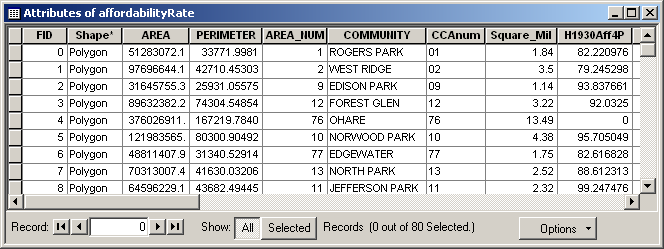 Attributes of affordabilityRate
FID Shape* AREA PERIMETER AREA_NUM COMMUNITY CCAnum Square_Mil H1930Aff4P
0 Polygon 51283072.1 33771.9981 1 ROGERS PARK 01 1.84 82.220976
1 Polygon 97696644.1 42710.45303 2 WEST RIDGE 02 3.5 79.245298
2 Polygon 31645755.3 25931.05575 9 EDISON PARK 09 1.14 93.837661
3 Polygon 89632382.2 74304.54854 12 FOREST GLEN 12 3.22 92.0325
4 Polygon 376026911. 167219.7840 76 OHARE 76 13.49 0
5 Polygon 121983565. 80300.90492 10 NORWOOD PARK 10 4.38 95.705049
6 Polygon 48811407.9 31340.52914 77 EDGEWATER 77 1.75 82.616828
7 Polygon 70313007.4 41630.03206 13 NORTH PARK 13 2.52 88.612313
8 Polygon 64596229.1 43682.49445 11 JEFFERSON PARK 11 2.32 99.247476
Record: 0 Show: All Selected Records (0 out of 80 Selected.) Options